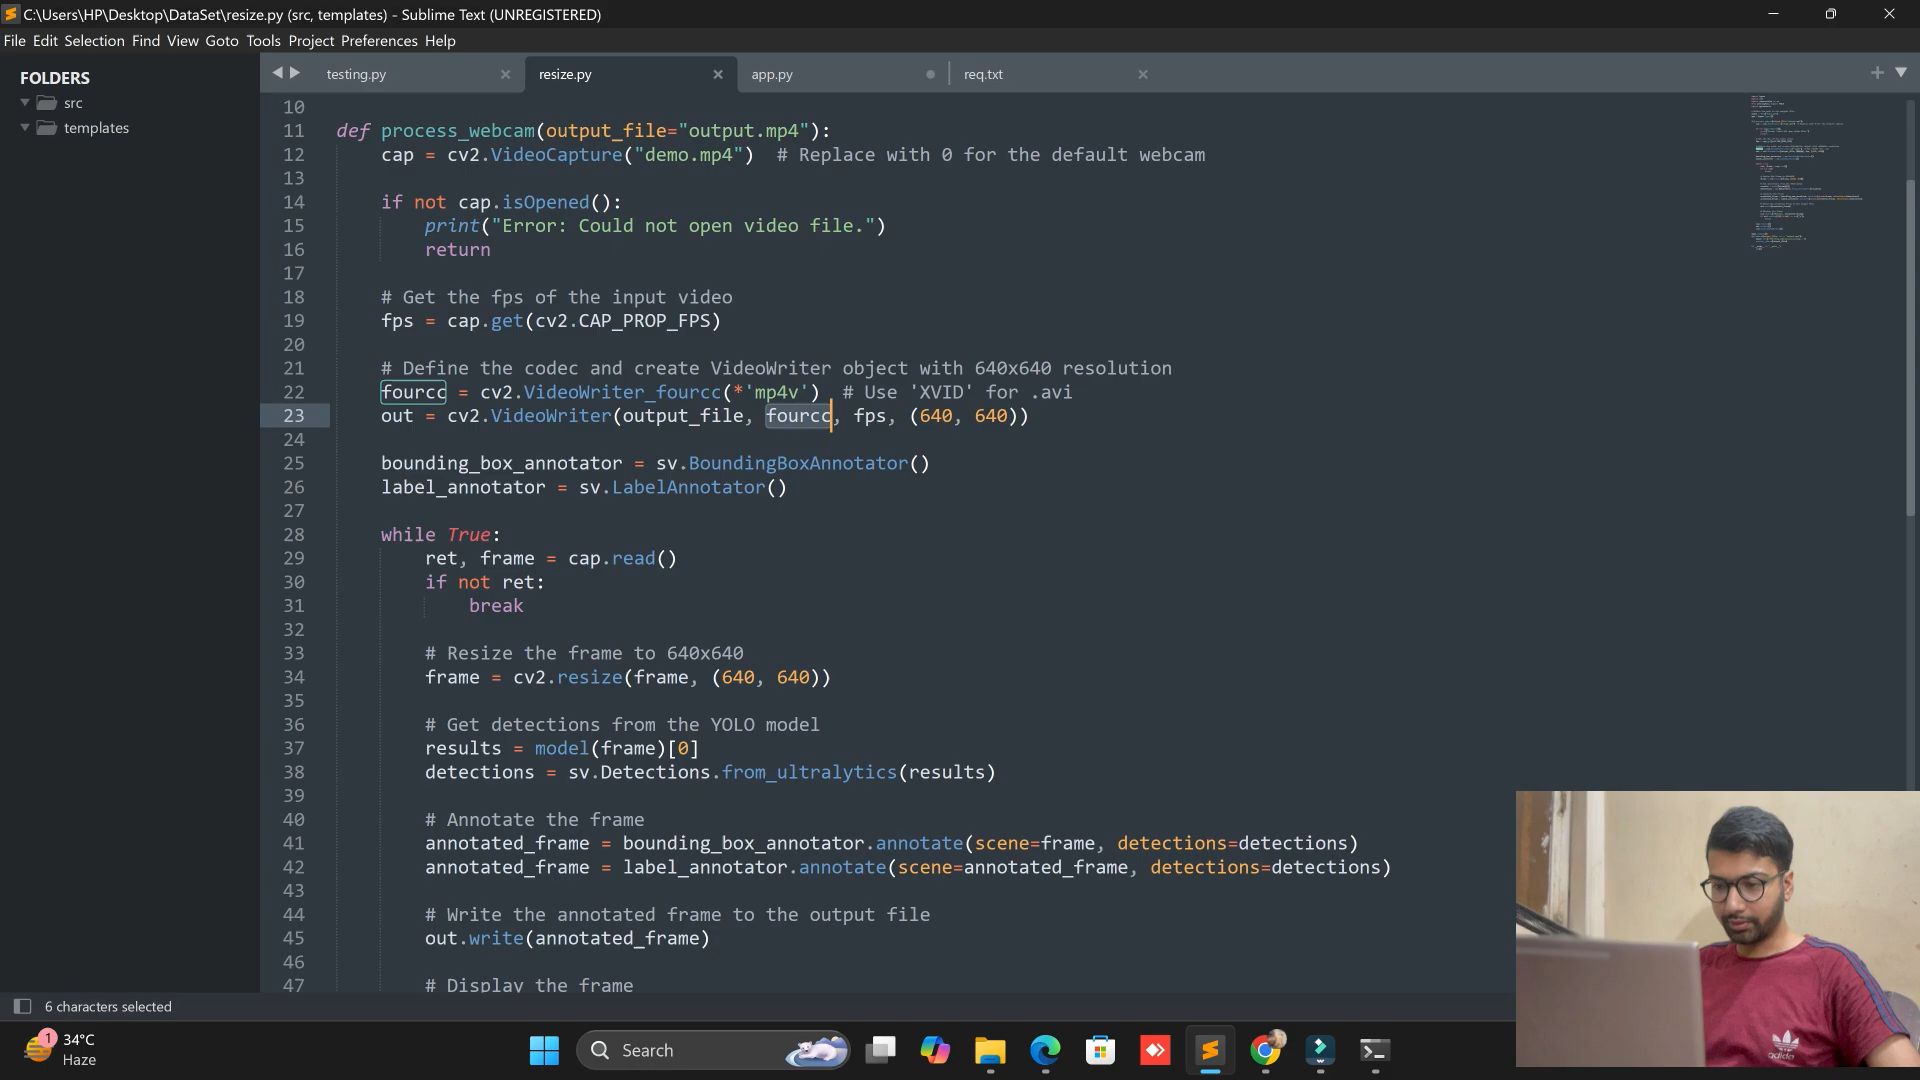 C:\Users\HP\Desktop\DataSet\resize.py (src, templates) - Sublime Text (UNREGISTERED)
File Edit Selection Find View Goto Tools Project Preferences Help
FOLDERS
src
templates
testing.py
resize.py
app.py
req.txt
10
11 def process_webcam(output_file="output.mp4"):
12 cap = cv2.VideoCapture("demo.mp4") # Replace with 0 for the default webcam
13
14 if not cap.isOpened():
15 print("Error: Could not open video file.")
16 return
17
18 # Get the fps of the input video
19 fps = cap.get(cv2.CAP_PROP_FPS)
20
21 # Define the codec and create VideoWriter object with 640x640 resolution
22 fourcc = cv2.VideoWriter_fourcc(*'mp4v') # Use 'XVID' for .avi
23 out = cv2.VideoWriter(output_file, fourcc, fps, (640, 640))
24
25 bounding_box_annotator = sv.BoundingBoxAnnotator()
26 label_annotator = sv.LabelAnnotator()
27
28 while True:
29 ret, frame = cap.read()
30 if not ret:
31 break
32
33 # Resize the frame to 640x640
34 frame = cv2.resize(frame, (640, 640))
35
36 # Get detections from the YOLO model
37 results = model(frame)[0]
38 detections = sv.Detections.from_ultralytics(results)
39
40 # Annotate the frame
41 annotated_frame = bounding_box_annotator.annotate(scene=frame, detections=detections)
42 annotated_frame = label_annotator.annotate(scene=annotated_frame, detections=detections)
43
44 # Write the annotated frame to the output file
45 out.write(annotated_frame)
46
47 # Display the frame
6 characters selected
1
34°C
Haze
Search
adidas